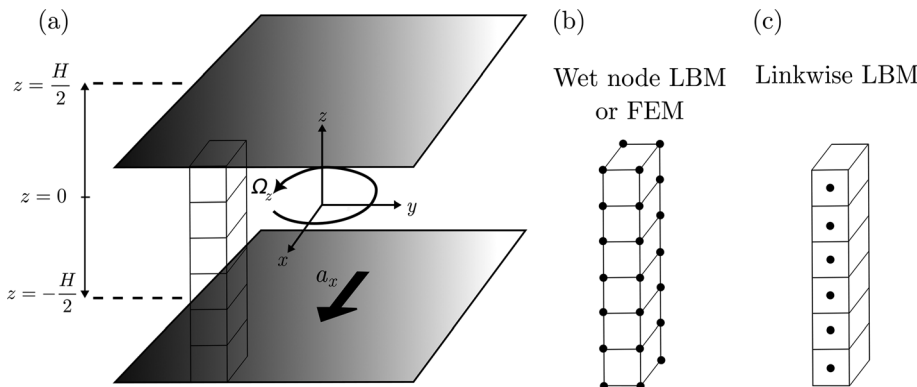 (a)
z = H/2
z = 0
z = −H/2
z
Ω_z
y
x
a_x
(b)
Wet node LBM
or FEM
(c)
Linkwise LBM